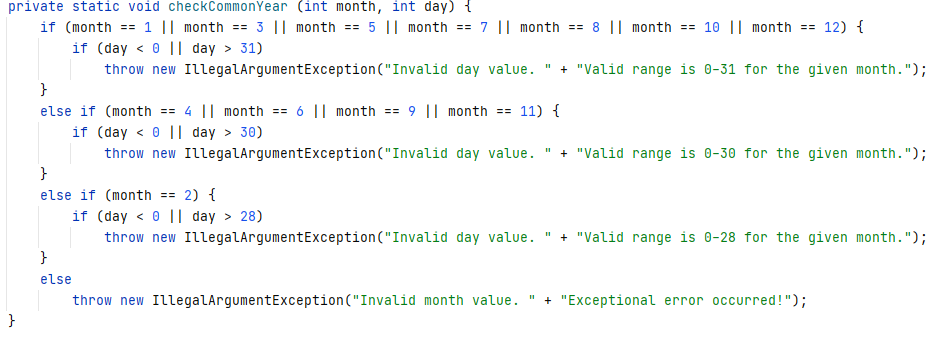 private static void checkCommonYear (int month, int day) {
    if (month == 1 || month == 3 || month == 5 || month == 7 || month == 8 || month == 10 || month == 12) {
        if (day < 0 || day > 31)
            throw new IllegalArgumentException("Invalid day value. " + "Valid range is 0-31 for the given month.");
    }
    else if (month == 4 || month == 6 || month == 9 || month == 11) {
        if (day < 0 || day > 30)
            throw new IllegalArgumentException("Invalid day value. " + "Valid range is 0-30 for the given month.");
    }
    else if (month == 2) {
        if (day < 0 || day > 28)
            throw new IllegalArgumentException("Invalid day value. " + "Valid range is 0-28 for the given month.");
    }
    else
        throw new IllegalArgumentException("Invalid month value. " + "Exceptional error occurred!");
}